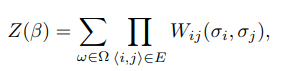 Z(β) = ∑_{ω∈Ω} ∏_{⟨i,j⟩∈E} W_{ij}(σ_i, σ_j),